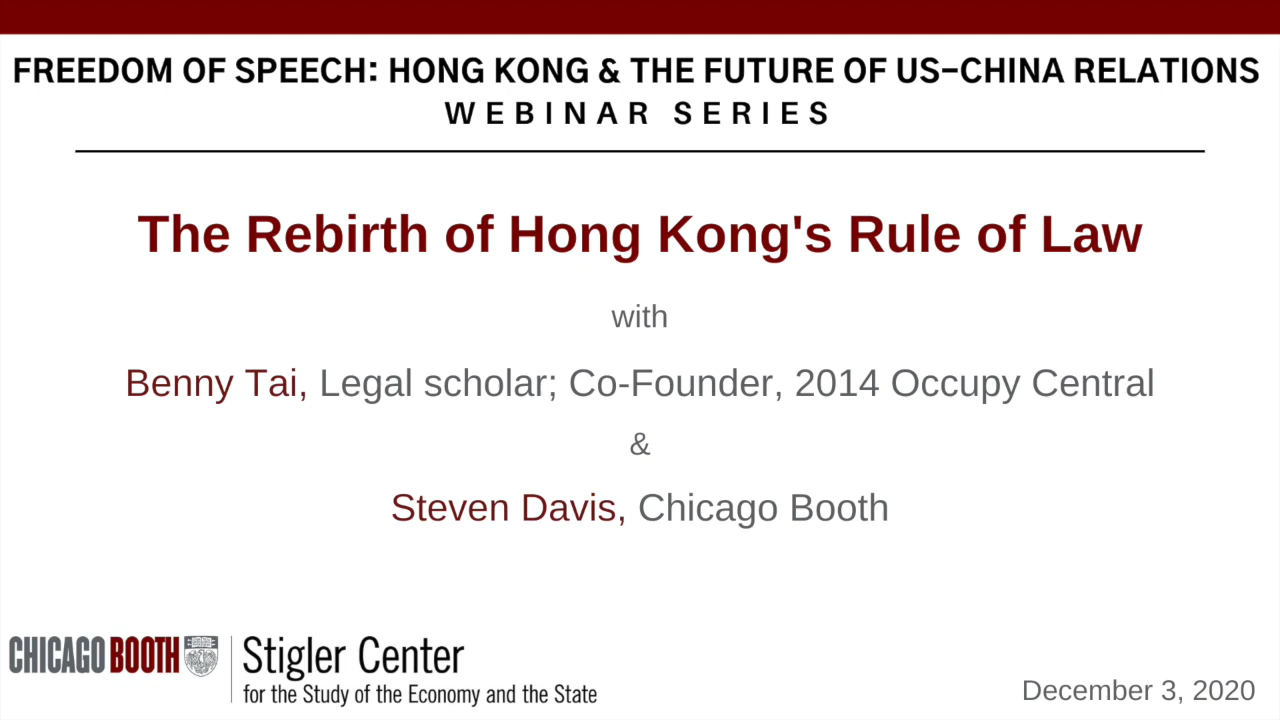 FREEDOM OF SPEECH: HONG KONG & THE FUTURE OF US-CHINA RELATIONS
WEBINAR SERIES
The Rebirth of Hong Kong's Rule of Law
with
Benny Tai, Legal scholar; Co-Founder, 2014 Occupy Central
&
Steven Davis, Chicago Booth
CHICAGO BOOTH
Stigler Center
for the Study of the Economy and the State
December 3, 2020